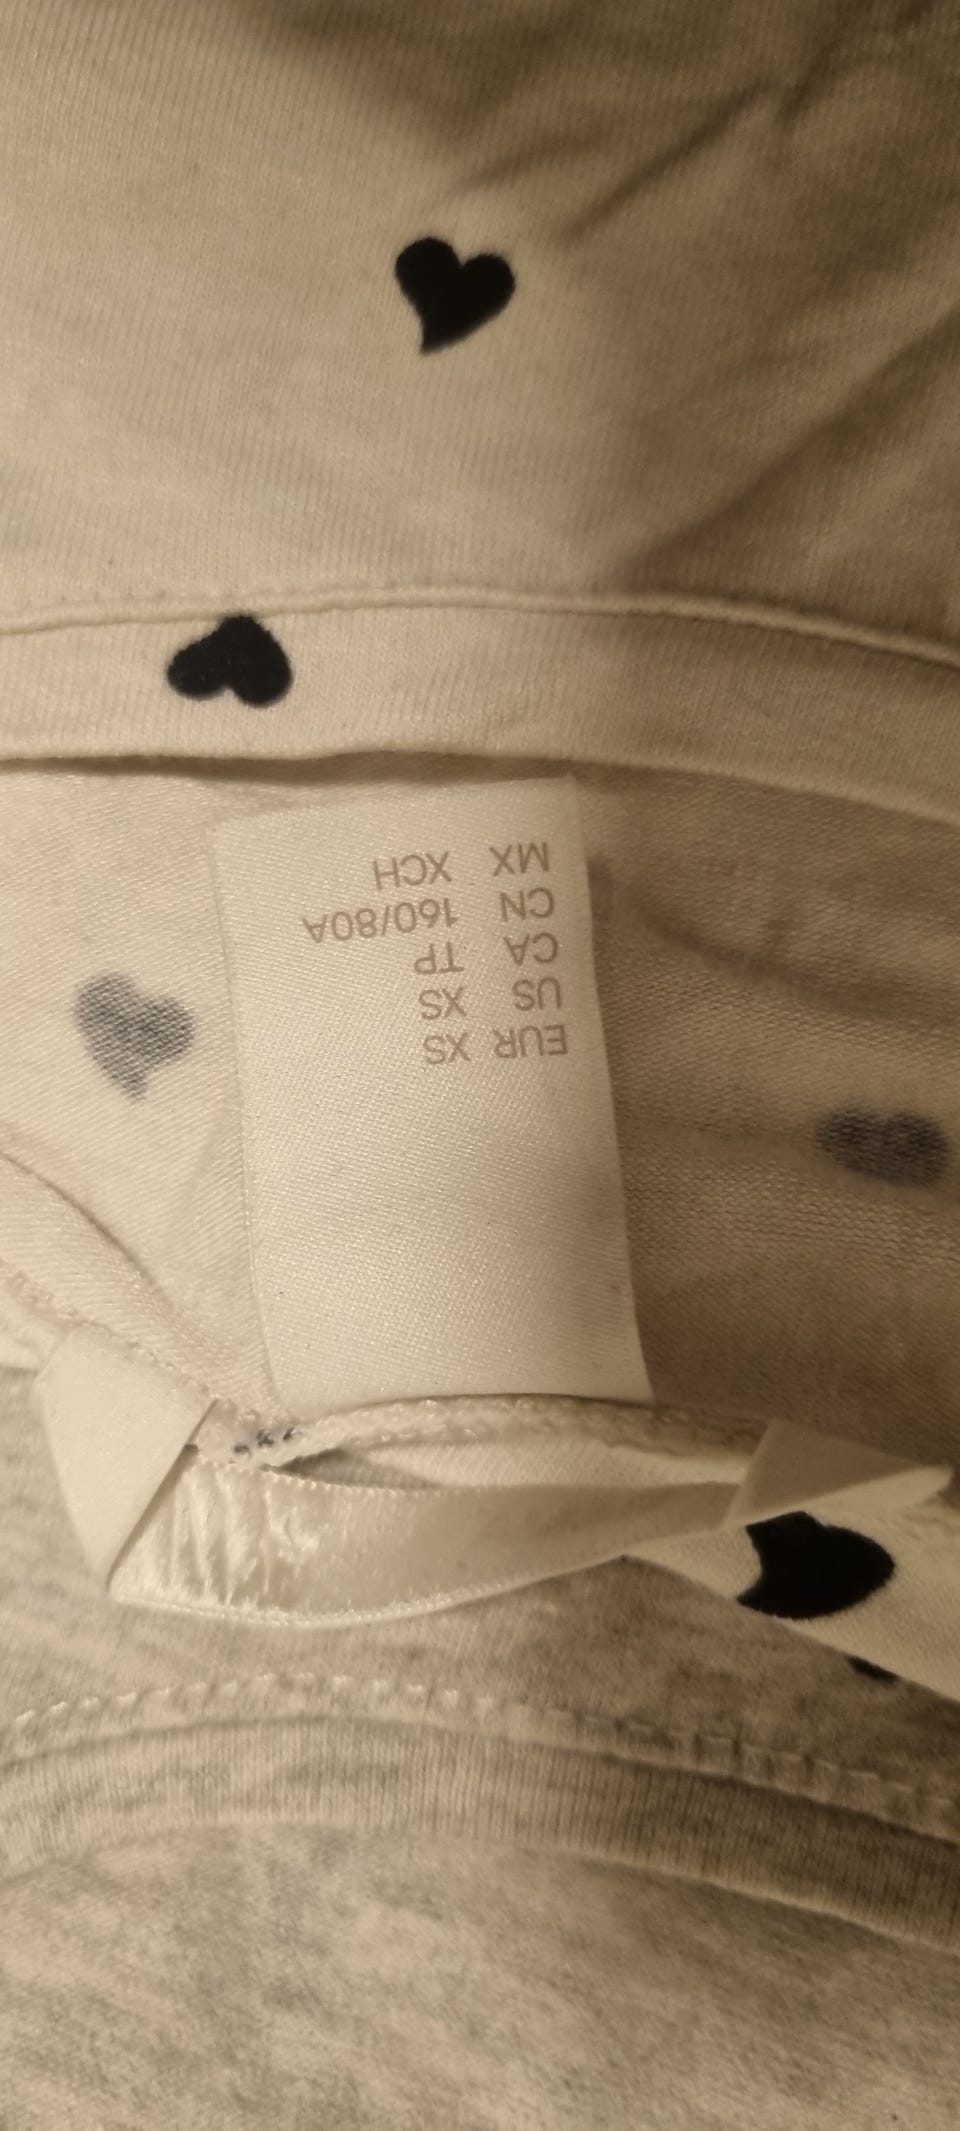 EUR XS
US XS
CA TP
CN 160/80A
MX XCH